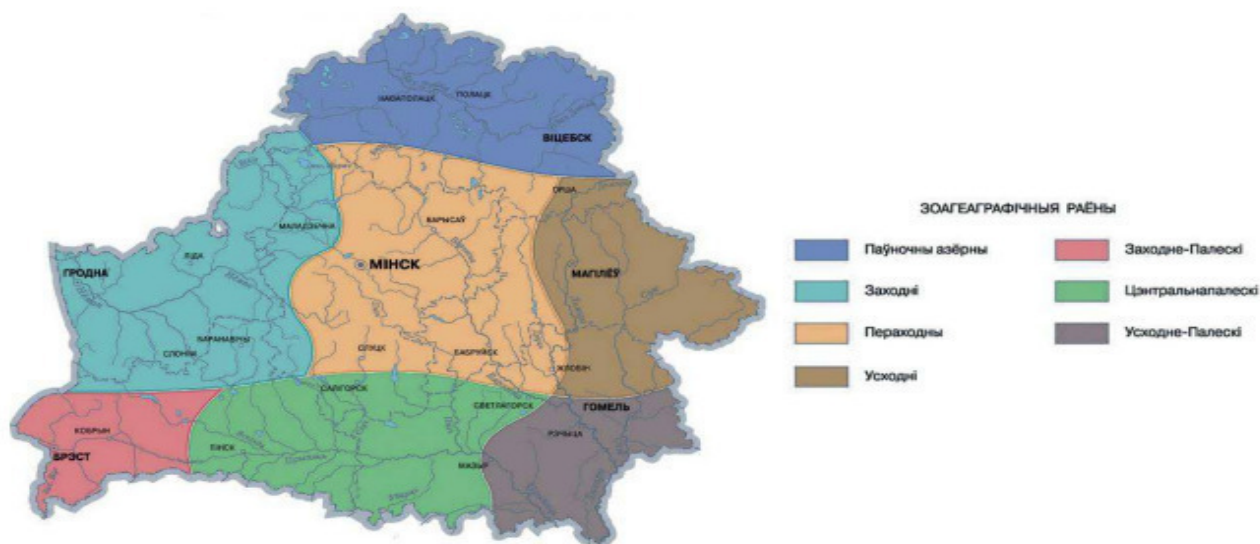 НАВАПОЛАЦК
ПОЛАЦК
ВІЦЕБСК
ОРША
МАЛАДЗЕЧНА
БАРЫСАЎ
ГРОДНА
ЛІДА
МІНСК
МАГІЛЁЎ
БАРАНАВІЧЫ
СЛОНІМ
СЛУЦК
БАБРУЙСК
ЖЛОБІН
САЛІГОРСК
СВЕТЛАГОРСК
ГОМЕЛЬ
КОБРЫН
БРЭСТ
ПІНСК
РЭЧЫЦА
МАЗЫР
ЗООАГЕАГРАФІЧНЫЯ РАЁНЫ
Паўночны азёрны
Заходні
Пераходны
Усходні
Заходне-Палескі
Цэнтральнапалескі
Усходне-Палескі